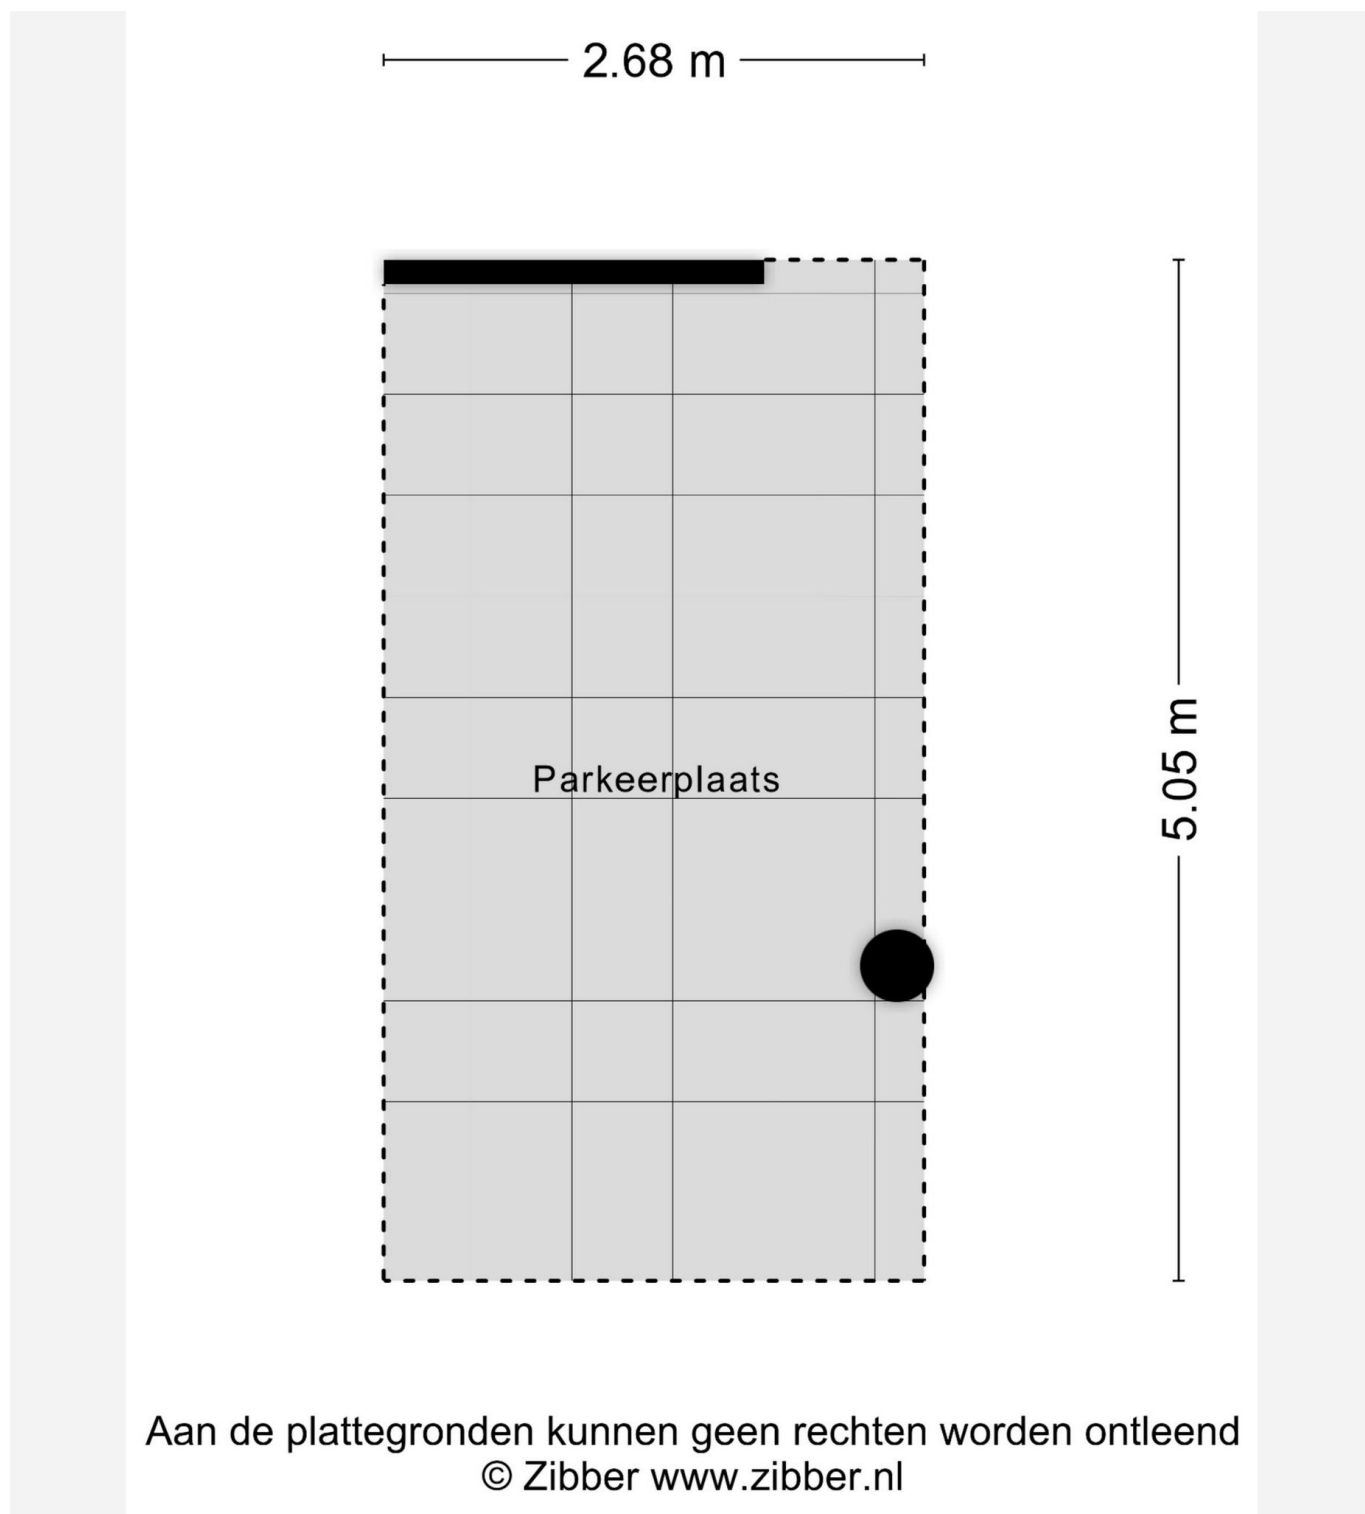 2.68 m
5.05 m
Parkeerplaats
Aan de plattegronden kunnen geen rechten worden ontleend
© Zibber www.zibber.nl